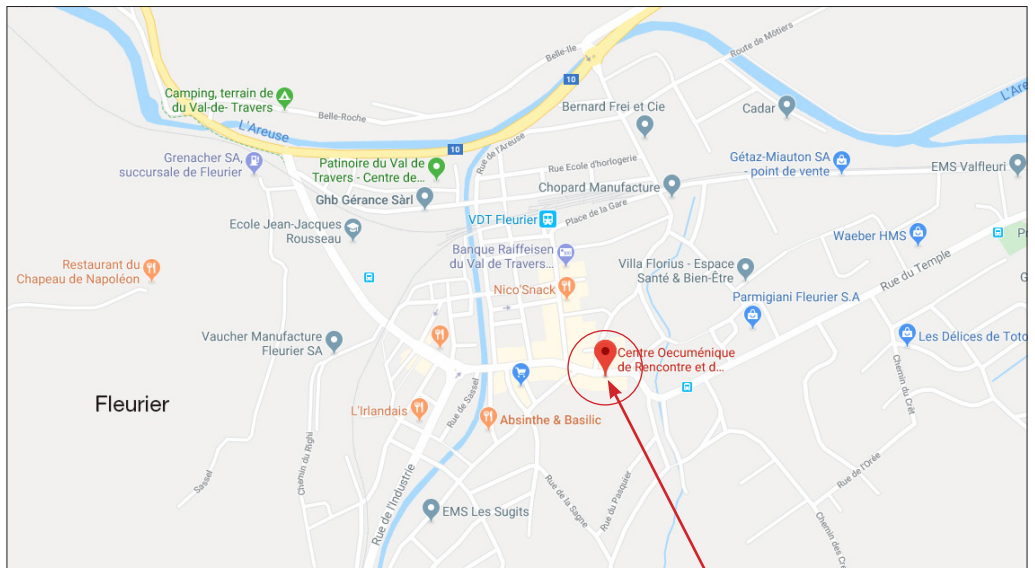 Belle-Ile
Route de Môtiers
10
Camping, terrain de
du Val-de- Travers
Belle-Roche
Bernard Frei et Cie
Cadar
L'Areuse
10
Rue de l'Areuse
Grenacher SA,
succursale de Fleurier
Patinoire du Val de
Travers - Centre de...
Rue Ecole d'horlogerie
Gétaz-Miauton SA
- point de vente
EMS Valfleuri
Ghb Gérance Sàrl
Chopard Manufacture
VDT Fleurier
Place de la Gare
Ecole Jean-Jacques
Rousseau
Waeber HMS
Banque Raiffeisen
du Val de Travers...
Villa Florius - Espace
Santé & Bien-Être
Rue du Temple
Restaurant du
Chapeau de Napoléon
Nico'Snack
Parmigiani Fleurier S.A
Vaucher Manufacture
Fleurier SA
Les Délices de Toto
Centre Oecuménique
de Rencontre et d...
Fleurier
L'Irlandais
Rue de Sassel
Absinthe & Basilic
Chemin du Crêt
Sassel
Chemin du Righi
Rue de l'Industrie
EMS Les Sugits
Rue de la Sagne
Rue du Pasquier
Rue de l'Orée
Chemin des Cre